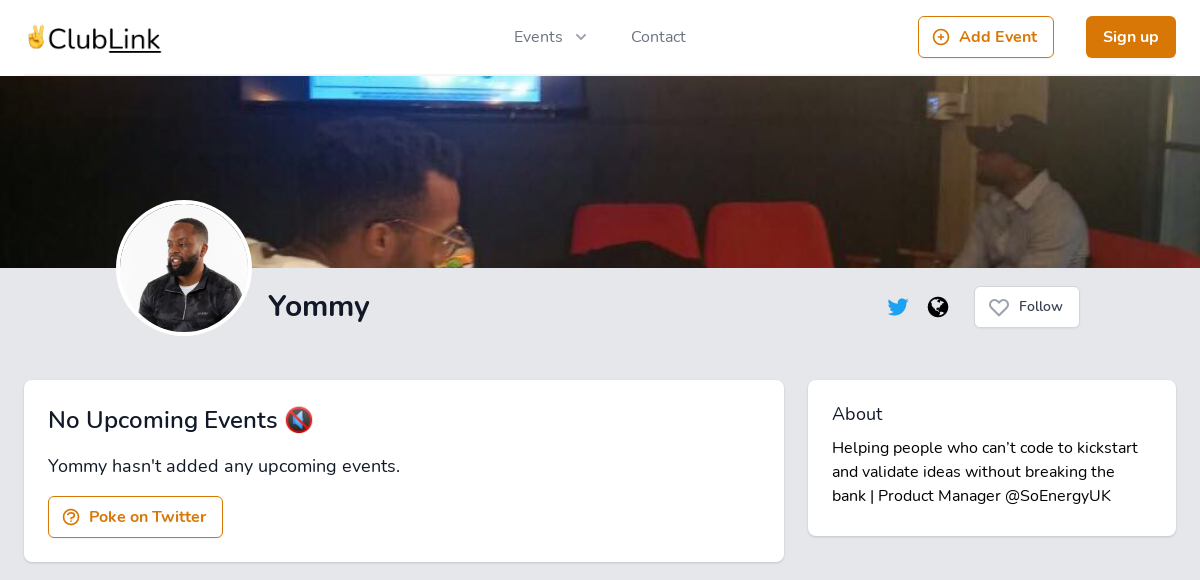 ✌️ClubLink
Events
Contact
Add Event
Sign up
Yommy
Follow
No Upcoming Events 🔇
Yommy hasn't added any upcoming events.
Poke on Twitter
About
Helping people who can’t code to kickstart
and validate ideas without breaking the
bank | Product Manager @SoEnergyUK